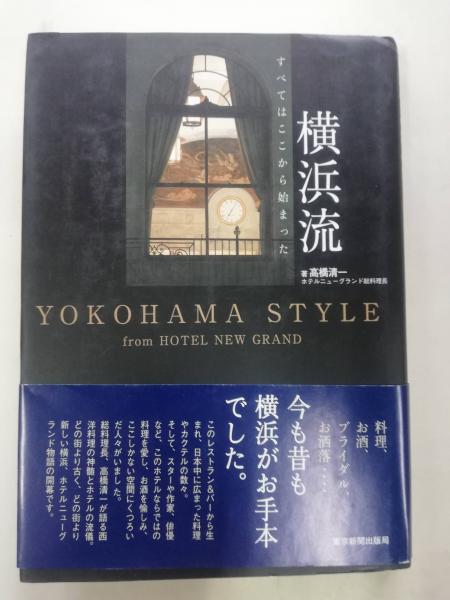 すべてはここから始まった
横浜流
著 高橋清一
ホテルニューグランド総料理長
YOKOHAMA STYLE
from HOTEL NEW GRAND
料理、
お酒、
ブライダル、
お洒落……
今も昔も
横浜がお手本
でした。
このレストラン&バーから生
まれ、日本中に広まった料理
やカクテルの数々。
そして、スターや作家、俳優
など、このホテルならではの
料理を愛し、お酒を愉しみ、
ここしかない空間にくつろい
だ人々がいました。
総料理長、高橋清一が語る西
洋料理の神髄とホテルの流儀。
どの街より古く、どの街より
新しい横浜、ホテルニューグ
ランド物語の開幕です。
東京新聞出版局